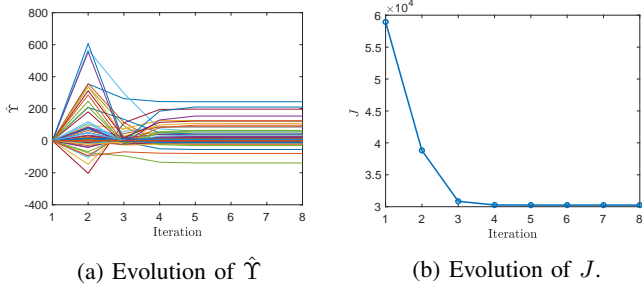 800
600
400
200
0
-200
-400
Υ̂
1 2 3 4 5 6 7 8
Iteration
(a) Evolution of Υ̂
6 ×10⁴
5.5
5
4.5
4
3.5
3
J
1 2 3 4 5 6 7 8
Iteration
(b) Evolution of J.